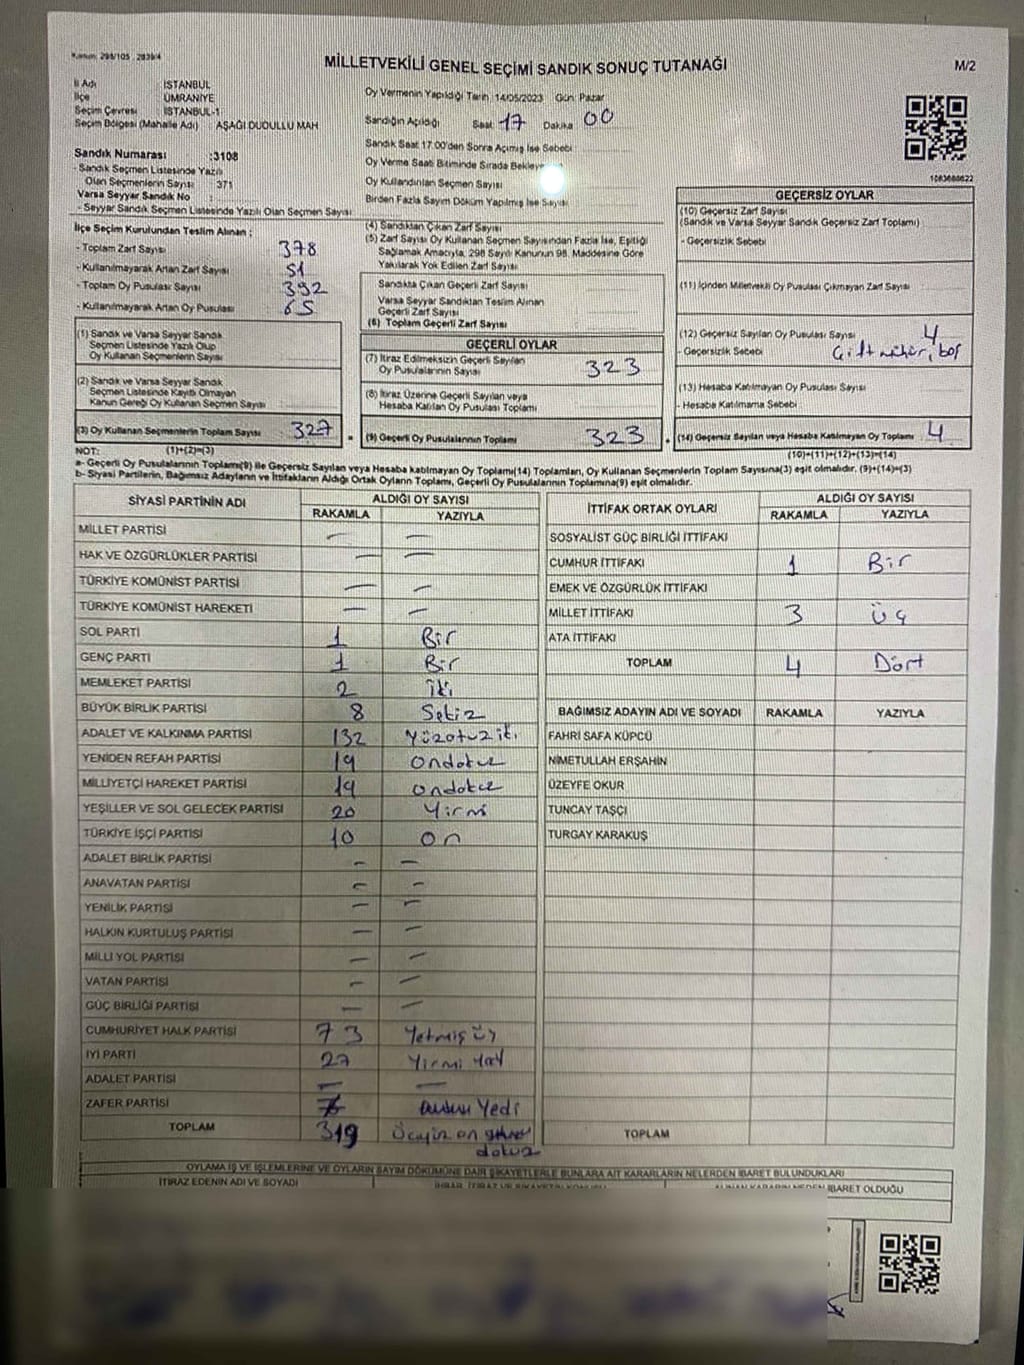 Kanun: 298/105 . 2839/4
MİLLETVEKİLİ GENEL SEÇİMİ SANDIK SONUÇ TUTANAĞI
M/2
İl Adı : İSTANBUL
İlçe : ÜMRANİYE
Seçim Çevresi : İSTANBUL-1
Seçim Bölgesi (Mahalle Adı) : AŞAĞI DUDULLU MAH
Sandık Numarası :3108
- Sandık Seçmen Listesinde Yazılı
Olan Seçmenlerin Sayısı : 371
Varsa Seyyar Sandık No :
- Seyyar Sandık Seçmen Listesinde Yazılı Olan Seçmen Sayısı
İlçe Seçim Kurulundan Teslim Alınan :
- Toplam Zarf Sayısı : 378
- Kullanılmayarak Artan Zarf Sayısı : 51
- Toplam Oy Pusulası Sayısı : 392
- Kullanılmayarak Artan Oy Pusulası : 65
(1) Sandık ve Varsa Seyyar Sandık
Seçmen Listesinde Yazılı Olup
Oy Kullanan Seçmenlerin Sayısı :
(2) Sandık ve Varsa Seyyar Sandık
Seçmen Listesinde Kayıtlı Olmayan
Kanun Gereği Oy Kullanan Seçmen Sayısı :
(3) Oy Kullanan Seçmenlerin Toplam Sayısı : 327
Oy Vermenin Yapıldığı Tarih : 14/05/2023 Gün: Pazar
Sandığın Açıldığı Saat 17 Dakika 00
Sandık Saat 17:00'den Sonra Açılmış İse Sebebi :
Oy Verme Saati Bitiminde Sırada
Oy Kullandırılan Seçmen Sayısı
Birden Fazla Sayım Döküm Yapılmış İse Sayısı
(4) Sandıktan Çıkan Zarf Sayısı :
(5) Zarf Sayısı Oy Kullanan Seçmen Sayısından Fazla İse, Eşitliği
Sağlamak Amacıyla, 298 Sayılı Kanunun 98. Maddesine Göre
Yakılarak Yok Edilen Zarf Sayısı :
Sandıkta Çıkan Geçerli Zarf Sayısı :
Varsa Seyyar Sandıktan Teslim Alınan
Geçerli Zarf Sayısı :
(6) Toplam Geçerli Zarf Sayısı :
GEÇERLİ OYLAR
(7) İtiraz Edilmeksizin Geçerli Sayılan
Oy Pusulalarının Sayısı : 323
(8) İtiraz Üzerine Geçerli Sayılan veya
Hesaba Katılan Oy Pusulası Toplamı :
(9) Geçerli Oy Pusulalarının Toplamı : 323
1083680622
GEÇERSİZ OYLAR
(10) Geçersiz Zarf Sayısı
(Sandık ve Varsa Seyyar Sandık Geçersiz Zarf Toplamı) :
- Geçersizlik Sebebi :
(11) İçinden Milletvekili Oy Pusulası Çıkmayan Zarf Sayısı :
(12) Geçersiz Sayılan Oy Pusulası Sayısı : 4
- Geçersizlik Sebebi : Çift mühür, boş
(13) Hesaba Katılmayan Oy Pusulası Sayısı :
- Hesaba Katılmama Sebebi :
(14) Geçersiz Sayılan veya Hesaba Katılmayan Oy Toplamı : 4
NOT: (1)+(2)=(3) (10)+(11)+(12)+(13)=(14)
a- Geçerli Oy Pusulalarının Toplamı(9) ile Geçersiz Sayılan veya Hesaba katılmayan Oy Toplamı(14) Toplamları, Oy Kullanan Seçmenlerin Toplam Sayısına(3) eşit olmalıdır. (9)+(14)=(3)
b- Siyasi Partilerin, Bağımsız Adayların ve İttifakların Aldığı Ortak Oyların Toplamı, Geçerli Oy Pusulalarının Toplamına(9) eşit olmalıdır.
SİYASİ PARTİNİN ADI ALDIĞI OY SAYISI
RAKAMLA YAZIYLA
MİLLET PARTİSİ — —
HAK VE ÖZGÜRLÜKLER PARTİSİ — —
TÜRKİYE KOMÜNİST PARTİSİ — —
TÜRKİYE KOMÜNİST HAREKETİ — —
SOL PARTİ 1 Bir
GENÇ PARTİ 1 Bir
MEMLEKET PARTİSİ 2 İki
BÜYÜK BİRLİK PARTİSİ 8 Sekiz
ADALET VE KALKINMA PARTİSİ 132 Yüzotuz iki
YENİDEN REFAH PARTİSİ 19 ondokuz
MİLLİYETÇİ HAREKET PARTİSİ 19 ondokuz
YEŞİLLER VE SOL GELECEK PARTİSİ 20 Yirmi
TÜRKİYE İŞÇİ PARTİSİ 10 On
ADALET BİRLİK PARTİSİ — —
ANAVATAN PARTİSİ — —
YENİLİK PARTİSİ — —
HALKIN KURTULUŞ PARTİSİ — —
MİLLİ YOL PARTİSİ — —
VATAN PARTİSİ — —
GÜÇ BİRLİĞİ PARTİSİ — —
CUMHURİYET HALK PARTİSİ 73 Yetmiş üç
İYİ PARTİ 27 Yirmi yedi
ADALET PARTİSİ — —
ZAFER PARTİSİ 7 Yedi
TOPLAM 319 Üçyüz on dokuz
İTTİFAK ORTAK OYLARI ALDIĞI OY SAYISI
RAKAMLA YAZIYLA
SOSYALİST GÜÇ BİRLİĞİ İTTİFAKI
CUMHUR İTTİFAKI 1 Bir
EMEK VE ÖZGÜRLÜK İTTİFAKI
MİLLET İTTİFAKI 3 Üç
ATA İTTİFAKI
TOPLAM 4 Dört
BAĞIMSIZ ADAYIN ADI VE SOYADI RAKAMLA YAZIYLA
FAHRİ SAFA KÜPCÜ
NİMETULLAH ERŞAHİN
ÜZEYFE OKUR
TUNCAY TAŞÇI
TURGAY KARAKUŞ
TOPLAM
OYLAMA İŞ VE İŞLEMLERİNE VE OYLARIN SAYIM DÖKÜMÜNE DAİR ŞİKAYETLERLE BUNLARA AİT KARARLARIN NELERDEN İBARET BULUNDUKLARI
İTİRAZ EDENİN ADI VE SOYADI
İBARET OLDUĞU